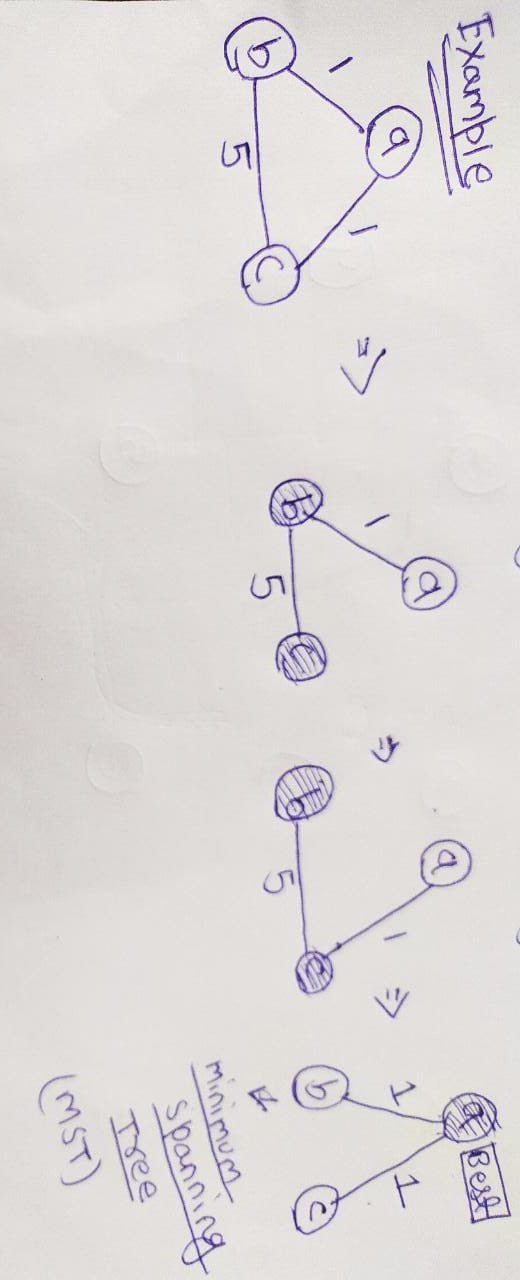 Example
a
1 1
b 5 c
=>
a
1
b 5 c
=>
a
1
b 5 c
=>
a Best
1 1
b c
minimum
spanning
Tree
(MST)